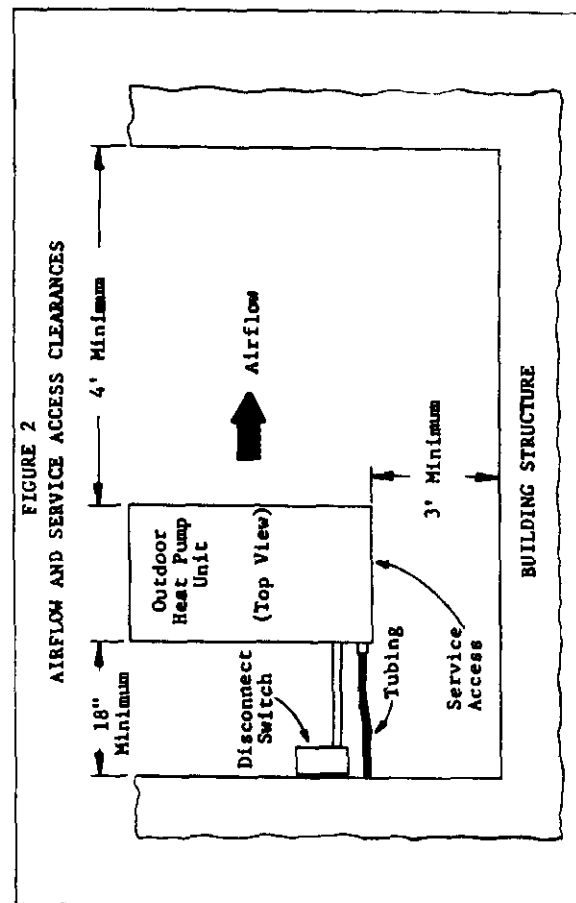 FIGURE 2
AIRFLOW AND SERVICE ACCESS CLEARANCES
18"
Minimum
4' Minimum
Outdoor
Heat Pump
Unit
(Top View)
Airflow
Disconnect
Switch
Tubing
Service
Access
3' Minimum
BUILDING STRUCTURE